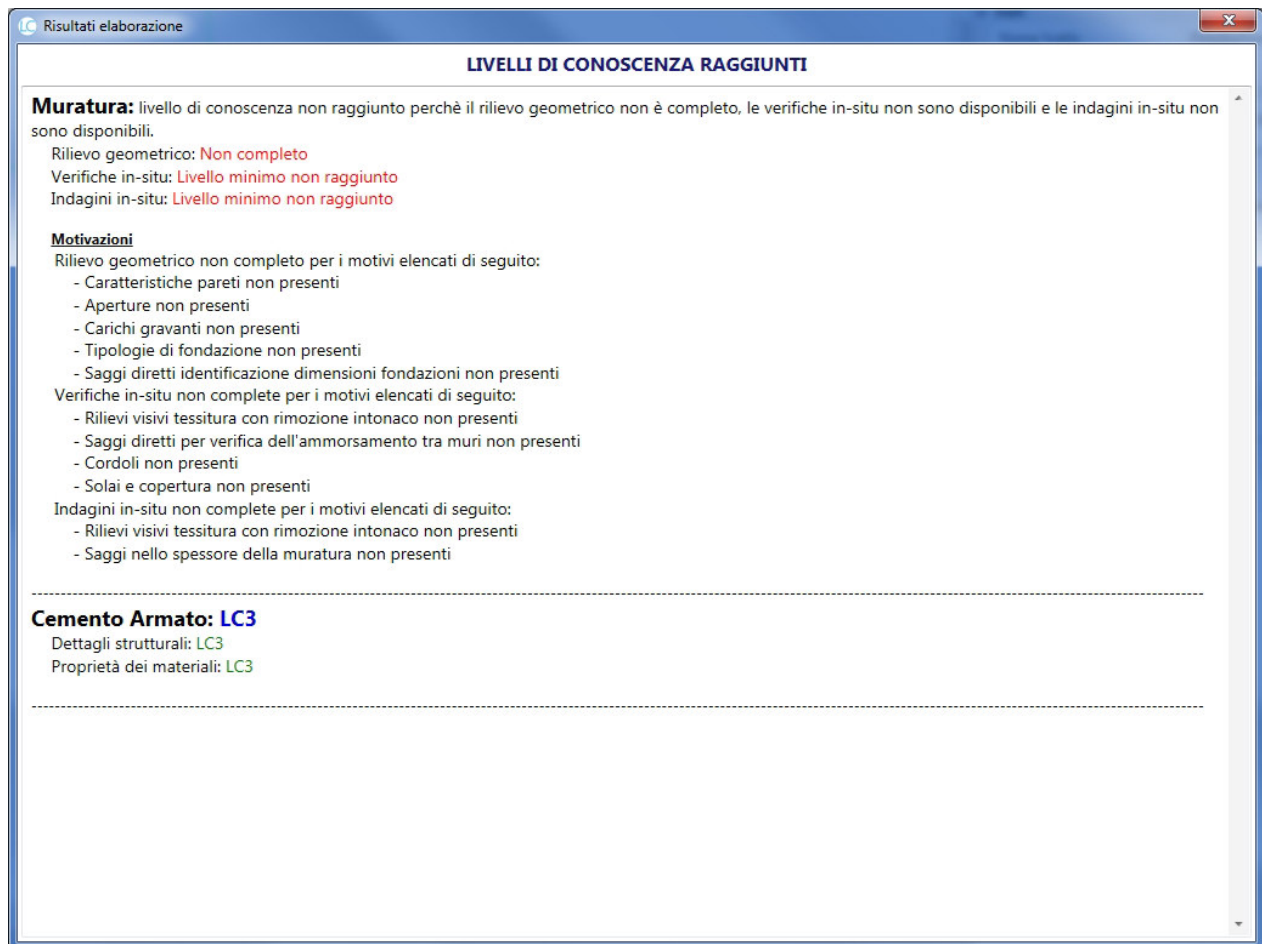 LC Risultati elaborazione
LIVELLI DI CONOSCENZA RAGGIUNTI
Muratura: livello di conoscenza non raggiunto perchè il rilievo geometrico non è completo, le verifiche in-situ non sono disponibili e le indagini in-situ non
sono disponibili.
Rilievo geometrico: Non completo
Verifiche in-situ: Livello minimo non raggiunto
Indagini in-situ: Livello minimo non raggiunto
Motivazioni
Rilievo geometrico non completo per i motivi elencati di seguito:
- Caratteristiche pareti non presenti
- Aperture non presenti
- Carichi gravanti non presenti
- Tipologie di fondazione non presenti
- Saggi diretti identificazione dimensioni fondazioni non presenti
Verifiche in-situ non complete per i motivi elencati di seguito:
- Rilievi visivi tessitura con rimozione intonaco non presenti
- Saggi diretti per verifica dell'ammorsamento tra muri non presenti
- Cordoli non presenti
- Solai e copertura non presenti
Indagini in-situ non complete per i motivi elencati di seguito:
- Rilievi visivi tessitura con rimozione intonaco non presenti
- Saggi nello spessore della muratura non presenti
Cemento Armato: LC3
Dettagli strutturali: LC3
Proprietà dei materiali: LC3